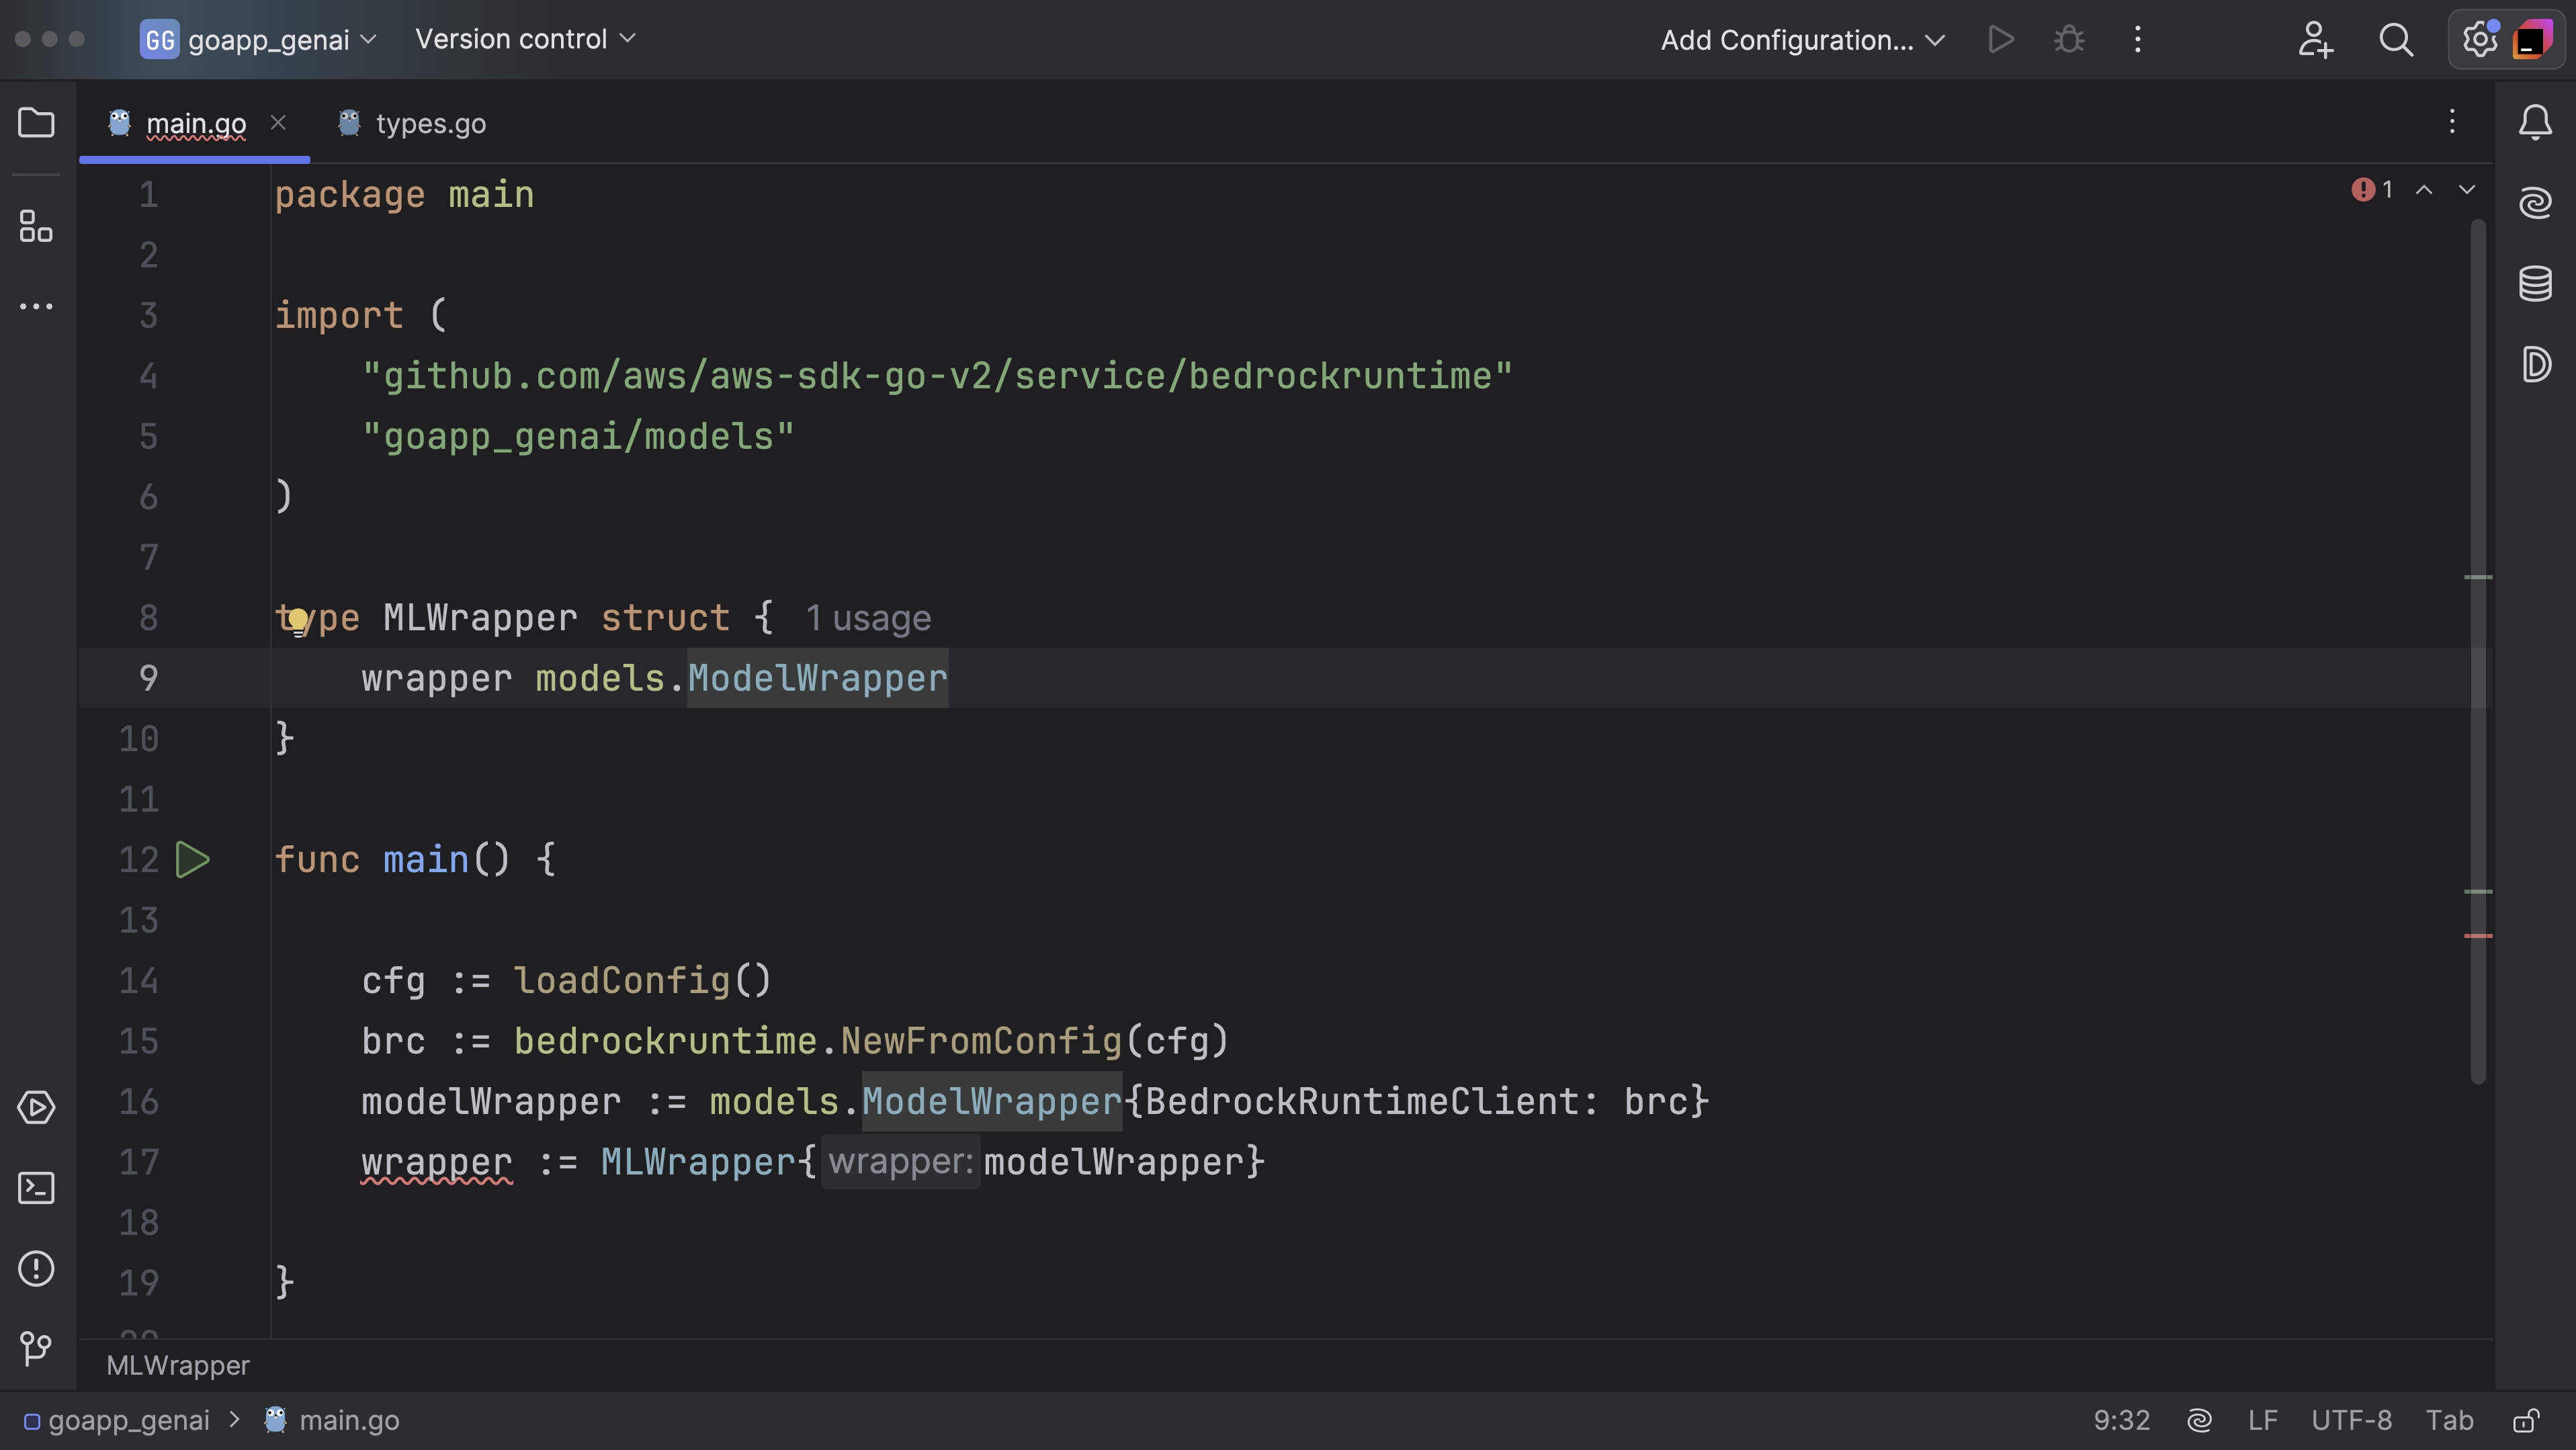 GG goapp_genai Version control Add Configuration...
main.go types.go
1 package main 1
2
3 import (
4 "github.com/aws/aws-sdk-go-v2/service/bedrockruntime"
5 "goapp_genai/models"
6 )
7
8 type MLWrapper struct { 1 usage
9 wrapper models.ModelWrapper
10 }
11
12 func main() {
13
14 cfg := loadConfig()
15 brc := bedrockruntime.NewFromConfig(cfg)
16 modelWrapper := models.ModelWrapper{BedrockRuntimeClient: brc}
17 wrapper := MLWrapper{ wrapper: modelWrapper}
18
19 }
MLWrapper
goapp_genai > main.go 9:32 LF UTF-8 Tab